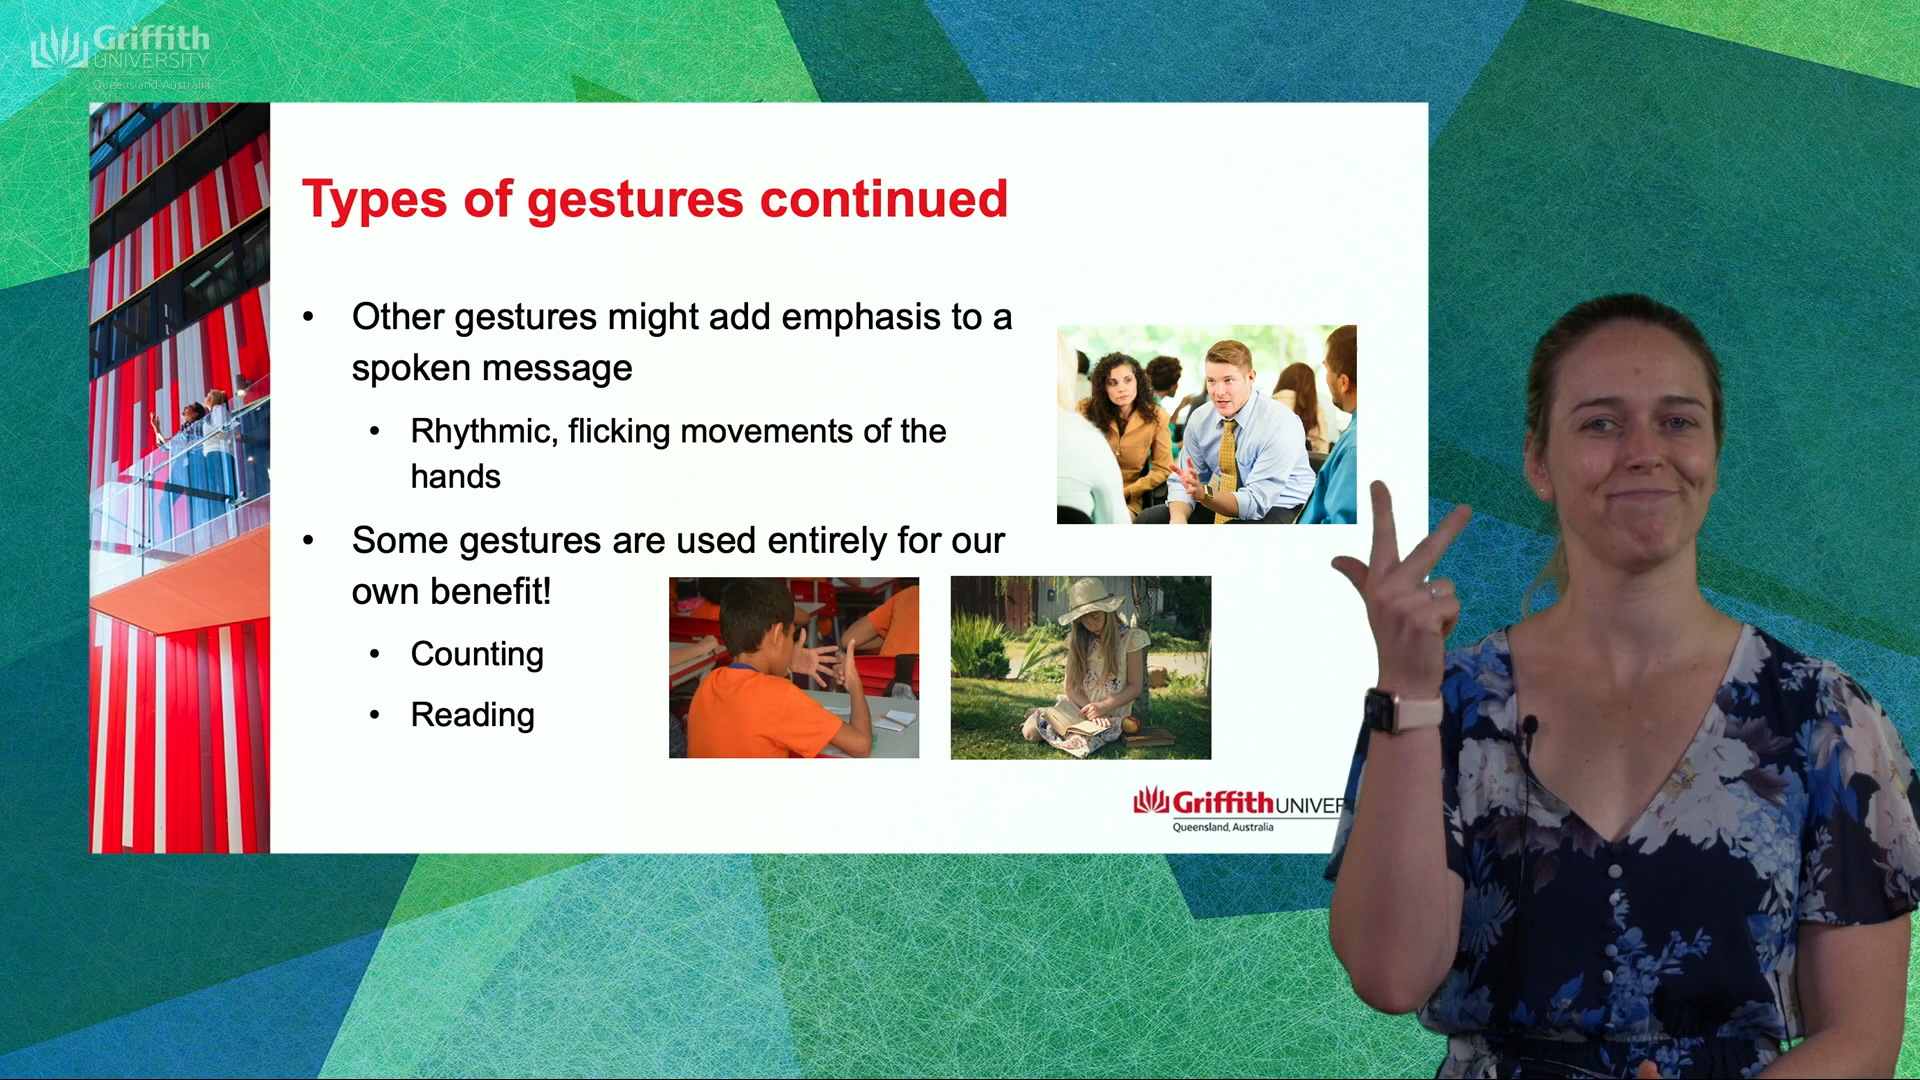 Griffith
UNIVERSITY
Queensland Australia
Types of gestures continued
• Other gestures might add emphasis to a
spoken message
• Rhythmic, flicking movements of the
hands
• Some gestures are used entirely for our
own benefit!
• Counting
• Reading
Griffith UNIVER
Queensland, Australia